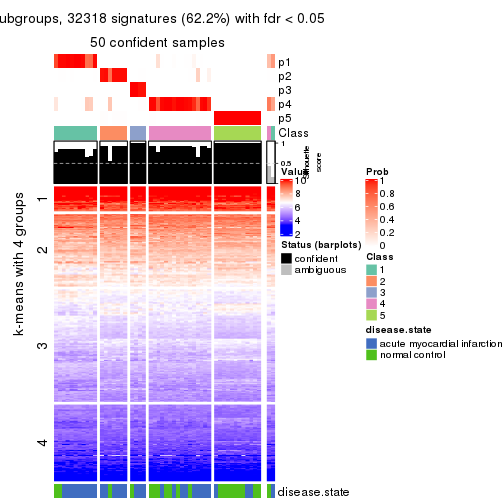 ubgroups, 32318 signatures (62.2%) with fdr < 0.05
50 confident samples
p1
p2
p3
p4
p5
Class
1
0.5
silhouette
score
k-means with 4 groups
1
2
3
4
disease.state
Value
10
8
6
4
2
Status (barplots)
confident
ambiguous
Prob
1
0.8
0.6
0.4
0.2
0
Class
1
2
3
4
5
disease.state
acute myocardial infarction
normal control